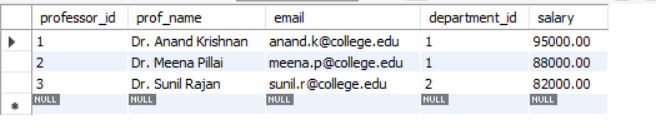 professor_id prof_name email department_id salary
1 Dr. Anand Krishnan anand.k@college.edu 1 95000.00
2 Dr. Meena Pillai meena.p@college.edu 1 88000.00
3 Dr. Sunil Rajan sunil.r@college.edu 2 82000.00
NULL NULL NULL NULL NULL